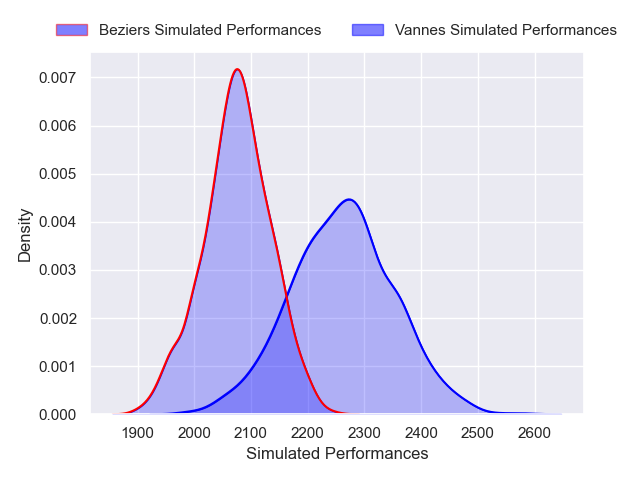 Beziers Simulated Performances Vannes Simulated Performances
0.007
0.006
0.005
0.004
0.003
0.002
0.001
0.000
Density
1900 2000 2100 2200 2300 2400 2500 2600
Simulated Performances